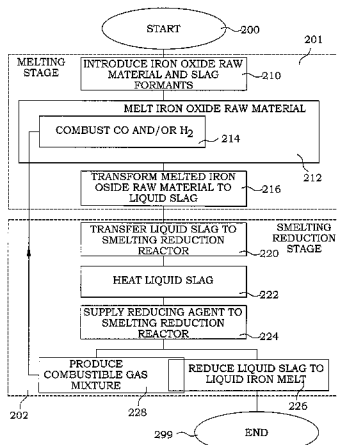 START
200
201
MELTING
STAGE
INTRODUCE IRON OXIDE RAW
MATERIAL AND SLAG
FORMANTS
210
MELT IRON OXIDE RAW MATERIAL
COMBUST CO AND/OR H2
214
212
TRANSFORM MELTED IRON
OSIDE RAW MATERIAL TO
LIQUID SLAG
216
TRANSFER LIQUID SLAG TO
SMELTING REDUCTION
REACTOR
220
SMELTING
REDUCTION
STAGE
HEAT LIQUID SLAG
222
SUPPLY REDUCING AGENT TO
SMELTING REDUCTION
REACTOR
224
PRODUCE
COMBUSTIBLE GAS
MIXTURE
228
REDUCE LIQUID SLAG TO
LIQUID IRON MELT
226
202
299
END